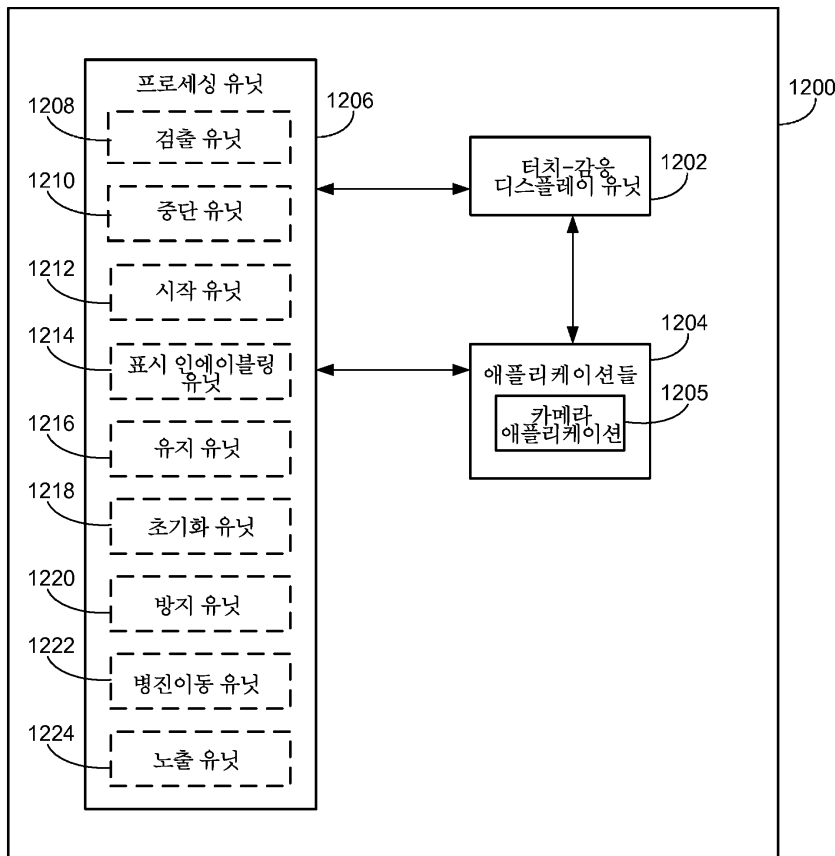 프로세싱 유닛
1206
1208
검출 유닛
1210
중단 유닛
1212
시작 유닛
1214
표시 인에이블링
유닛
1216
유지 유닛
1218
초기화 유닛
1220
방지 유닛
1222
병진이동 유닛
1224
노출 유닛
1200
터치-감응
디스플레이 유닛
1202
1204
애플리케이션들
1205
카메라
애플리케이션